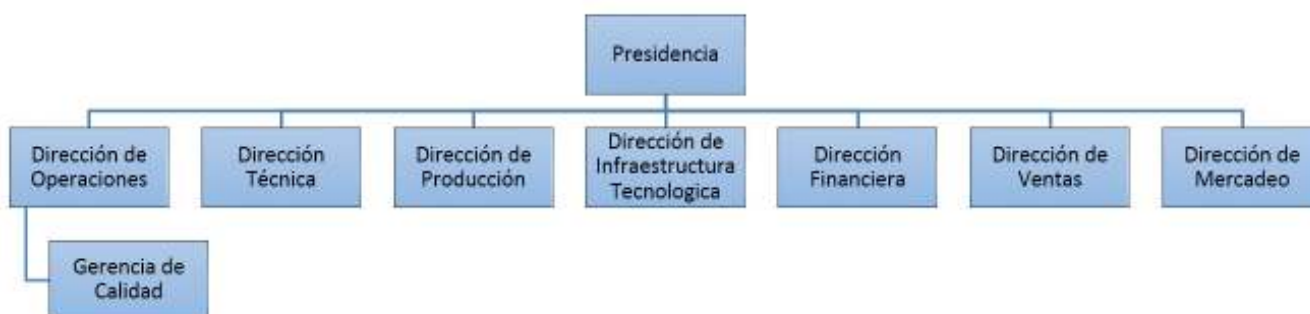 Presidencia
Dirección de
Operaciones
Dirección
Técnica
Dirección de
Producción
Dirección de
Infraestructura
Tecnologica
Dirección
Financiera
Dirección de
Ventas
Dirección de
Mercadeo
Gerencia de
Calidad